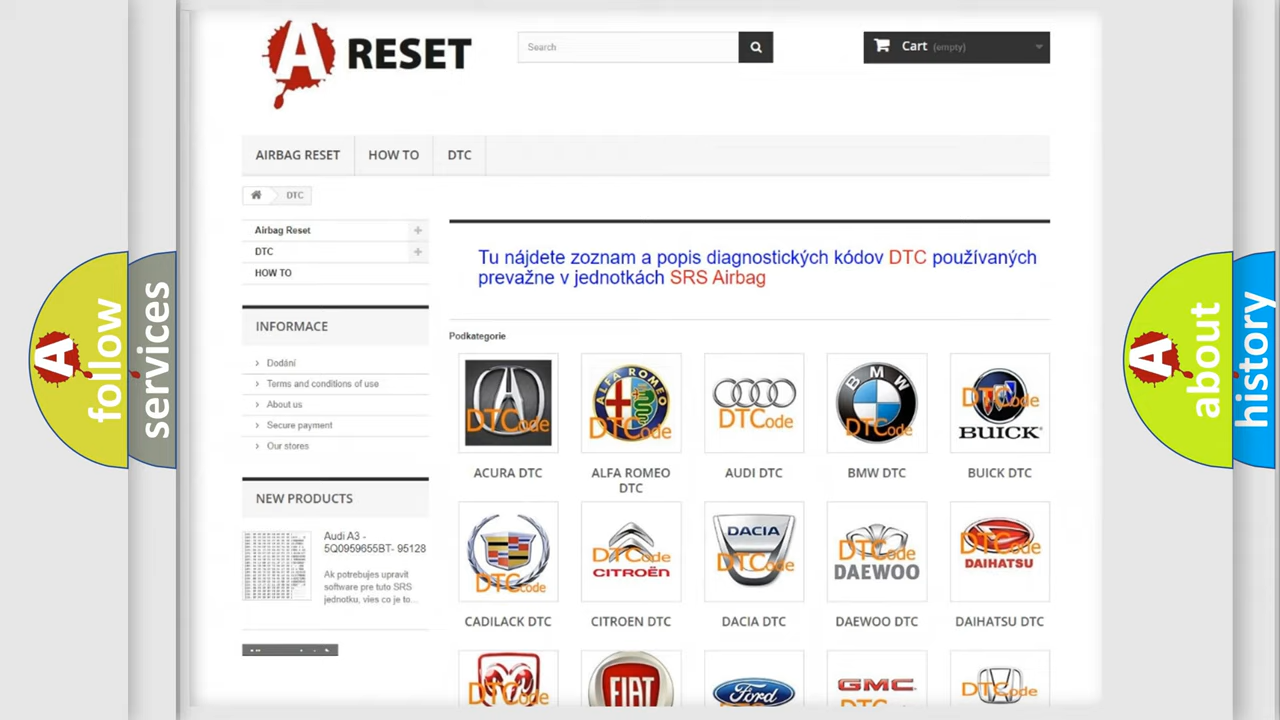 A RESET
Search
Cart (empty)
AIRBAG RESET
HOW TO
DTC
DTC
Airbag Reset
DTC
HOW TO
Tu nájdete zoznam a popis diagnostických kódov DTC používaných
prevažne v jednotkách SRS Airbag
INFORMACE
Dodání
Terms and conditions of use
About us
Secure payment
Our stores
Podkategorie
DTCode
ALFA ROMEO
DTCode
DTCode
BMW
DTCode
DTCode
BUICK
ACURA DTC
ALFA ROMEO
DTC
AUDI DTC
BMW DTC
BUICK DTC
NEW PRODUCTS
Audi A3 -
5Q0959655BT- 95128
Ak potrebujes upravit
software pre tuto SRS
jednotku, vies co je to...
DTCode
DTCode
CITROËN
DACIA
DTCode
DTCode
DAEWOO
DTCode
DAIHATSU
CADILACK DTC
CITROEN DTC
DACIA DTC
DAEWOO DTC
DAIHATSU DTC
DTCode
FIAT
Ford
GMC
DTCode
A follow
services
A about
history